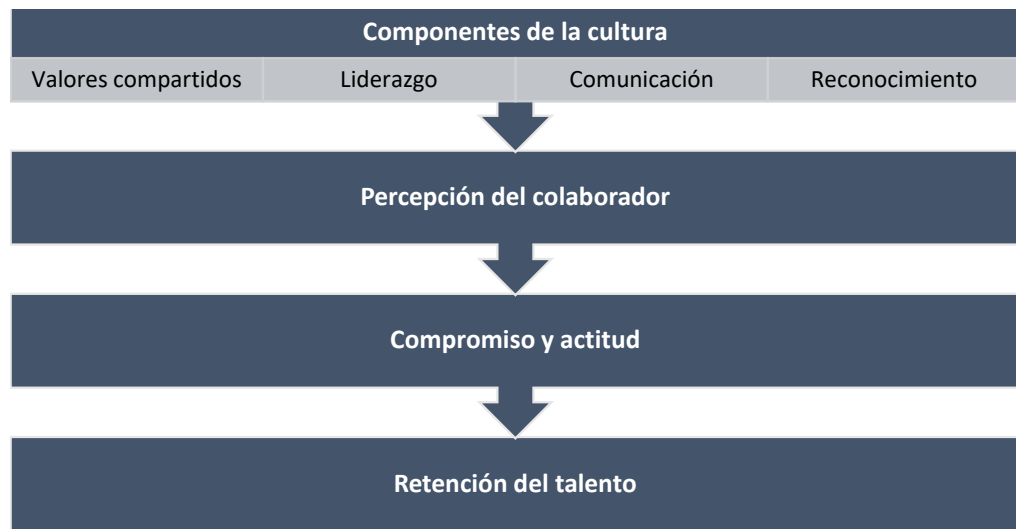 Componentes de la cultura
Valores compartidos Liderazgo Comunicación Reconocimiento
Percepción del colaborador
Compromiso y actitud
Retención del talento